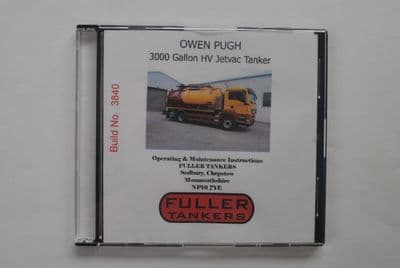 OWEN PUGH
3000 Gallon HV Jetvac Tanker
Build No. 3840
Operating & Maintenance Instructions
FULLER TANKERS
Sedbury, Chepstow
Monmouthshire
NP16 7YE
FULLER
TANKERS